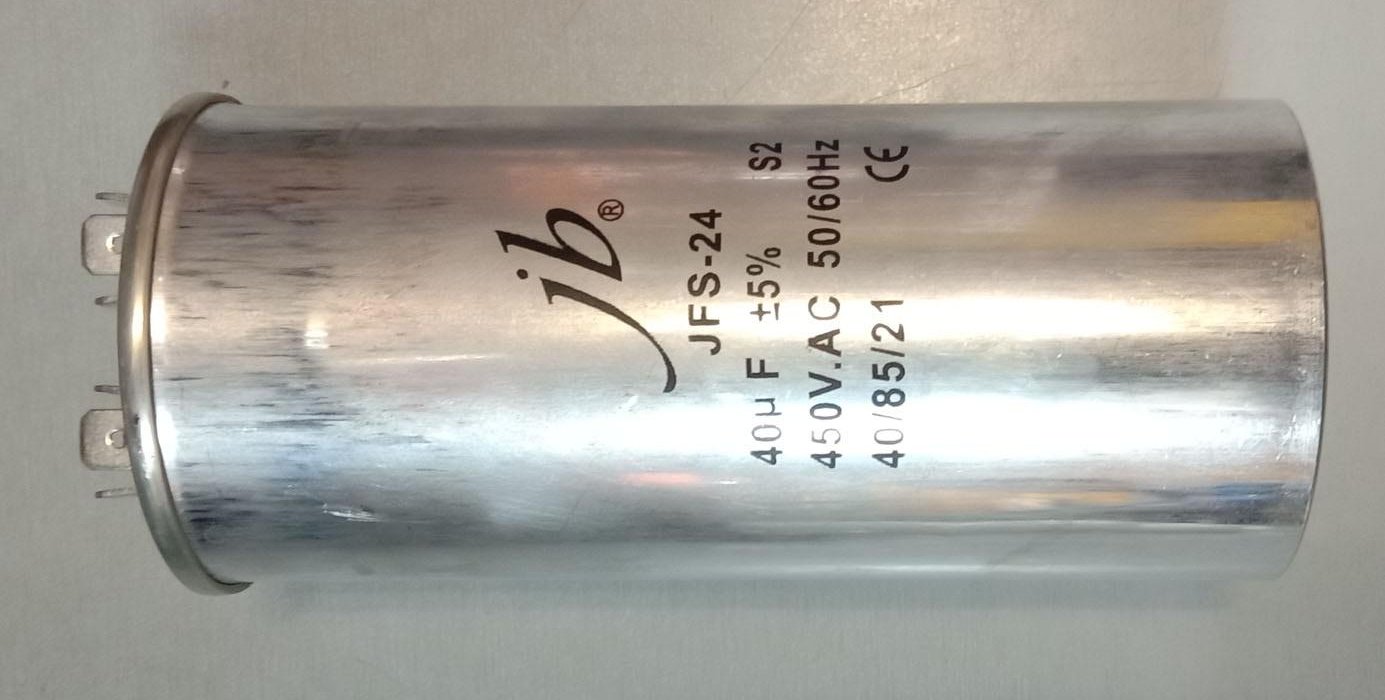 jb®
JFS-24
40µF ±5% S2
450V.AC 50/60Hz
40/85/21 CE